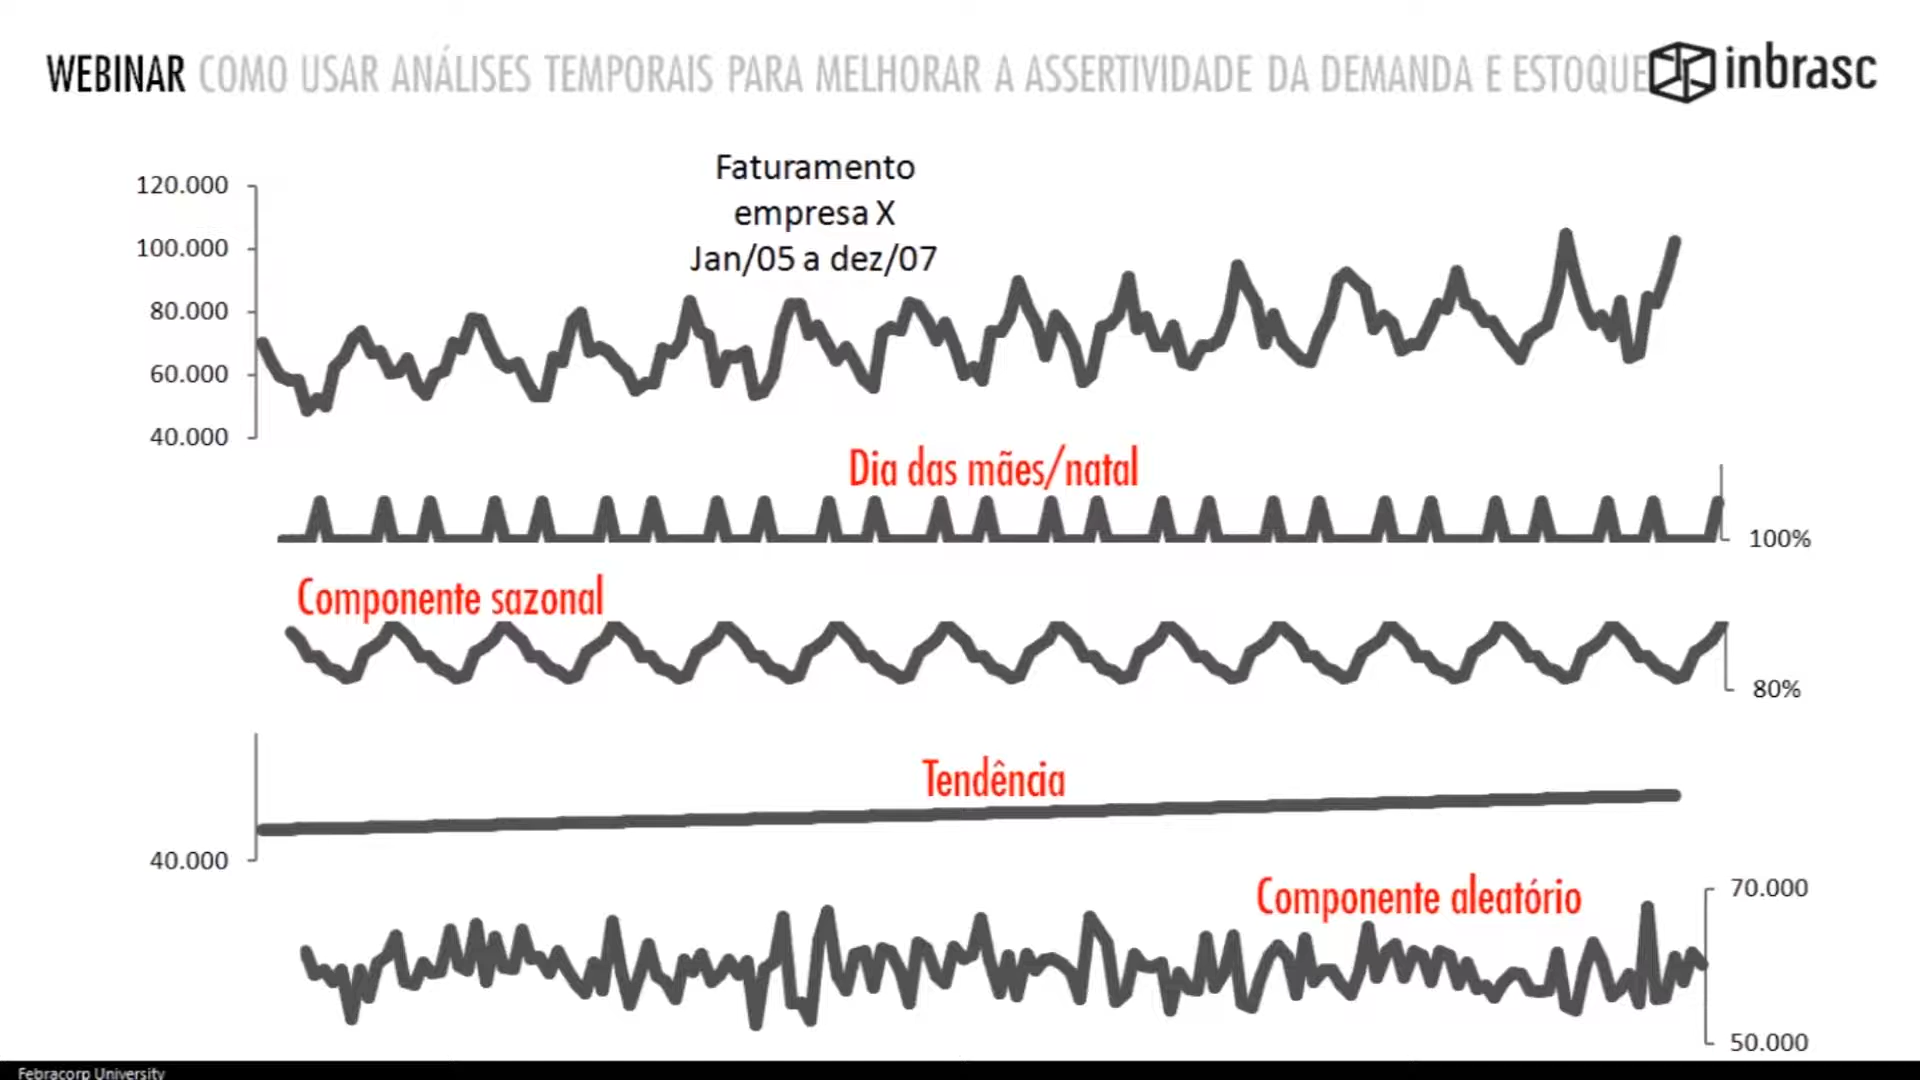 WEBINAR COMO USAR ANÁLISES TEMPORAIS PARA MELHORAR A ASSERTIVIDADE DA DEMANDA E ESTOQUE
inbrasc
Faturamento
empresa X
Jan/05 a dez/07
120.000
100.000
80.000
60.000
40.000
Dia das mães/natal
100%
Componente sazonal
80%
Tendência
40.000
Componente aleatório
70.000
50.000
Febracorp University